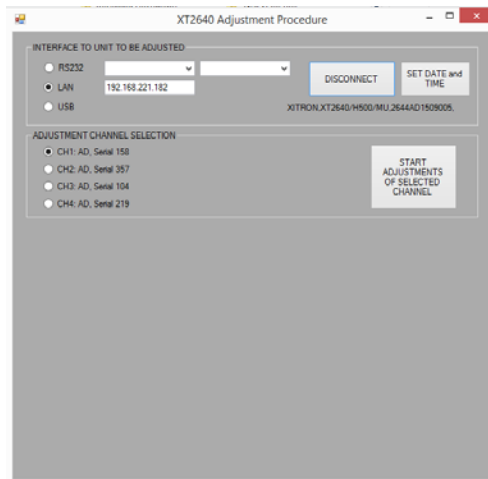 XT2640 Adjustment Procedure
INTERFACE TO UNIT TO BE ADJUSTED
RS232
LAN
192.168.221.182
DISCONNECT
SET DATE and
TIME
USB
XITRON,XT2640/H500/MU,2644AD1509005,
ADJUSTMENT CHANNEL SELECTION
CH1: AD, Serial 158
CH2: AD, Serial 357
CH3: AD, Serial 104
CH4: AD, Serial 219
START
ADJUSTMENTS
OF SELECTED
CHANNEL